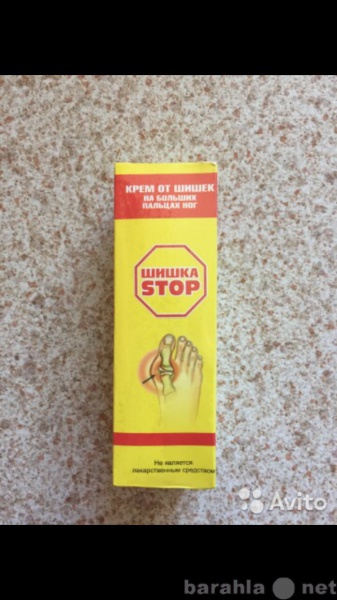 КРЕМ ОТ ШИШЕК
НА БОЛЬШИХ
ПАЛЬЦАХ НОГ
ШИШКА
STOP
Не является
лекарственным средством
Avito
barahla.net